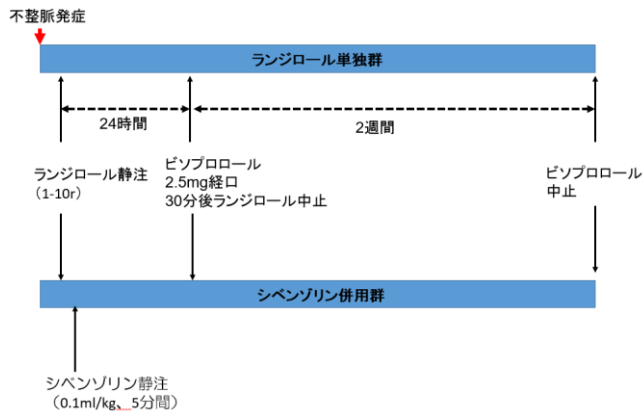 不整脈発症
ランジロール単独群
24時間
2週間
ランジロール静注
（1-10r）
ビソプロロール
2.5mg経口
30分後ランジロール中止
ビソプロロール
中止
シベンゾリン併用群
シベンゾリン静注
（0.1ml/kg、5分間）